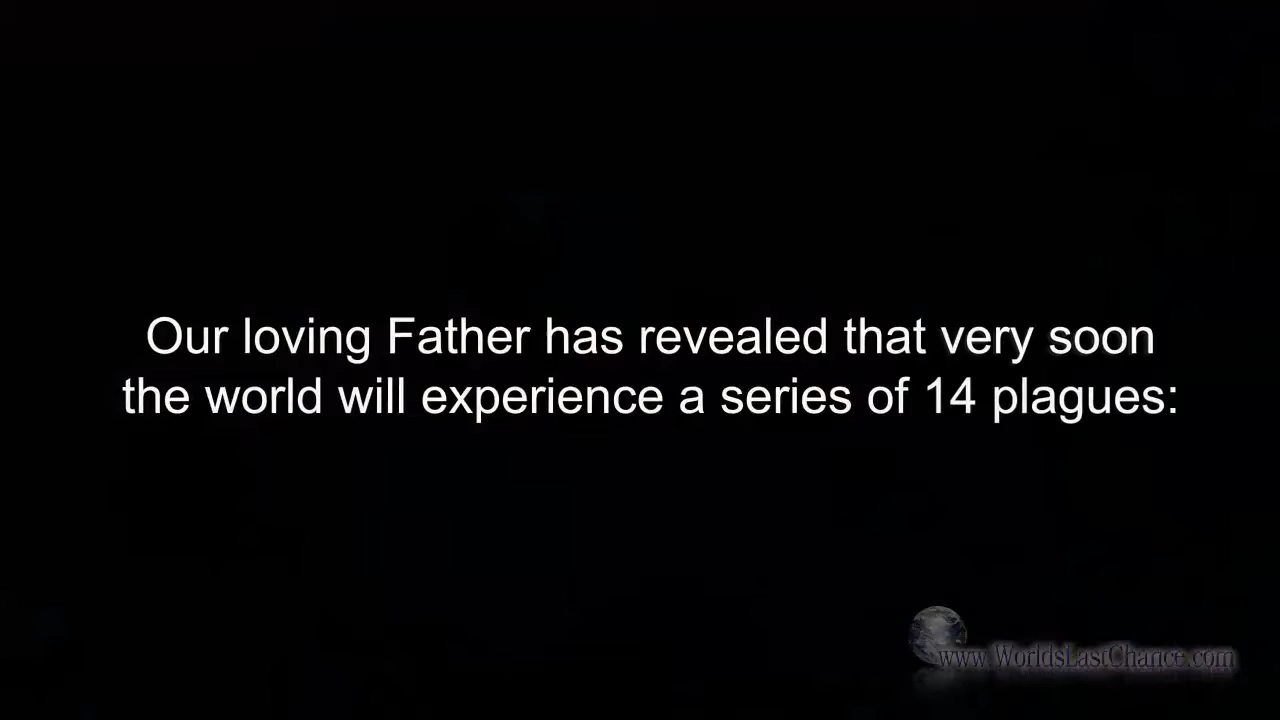 Our loving Father has revealed that very soon
the world will experience a series of 14 plagues:
www.WorldsLastChance.com